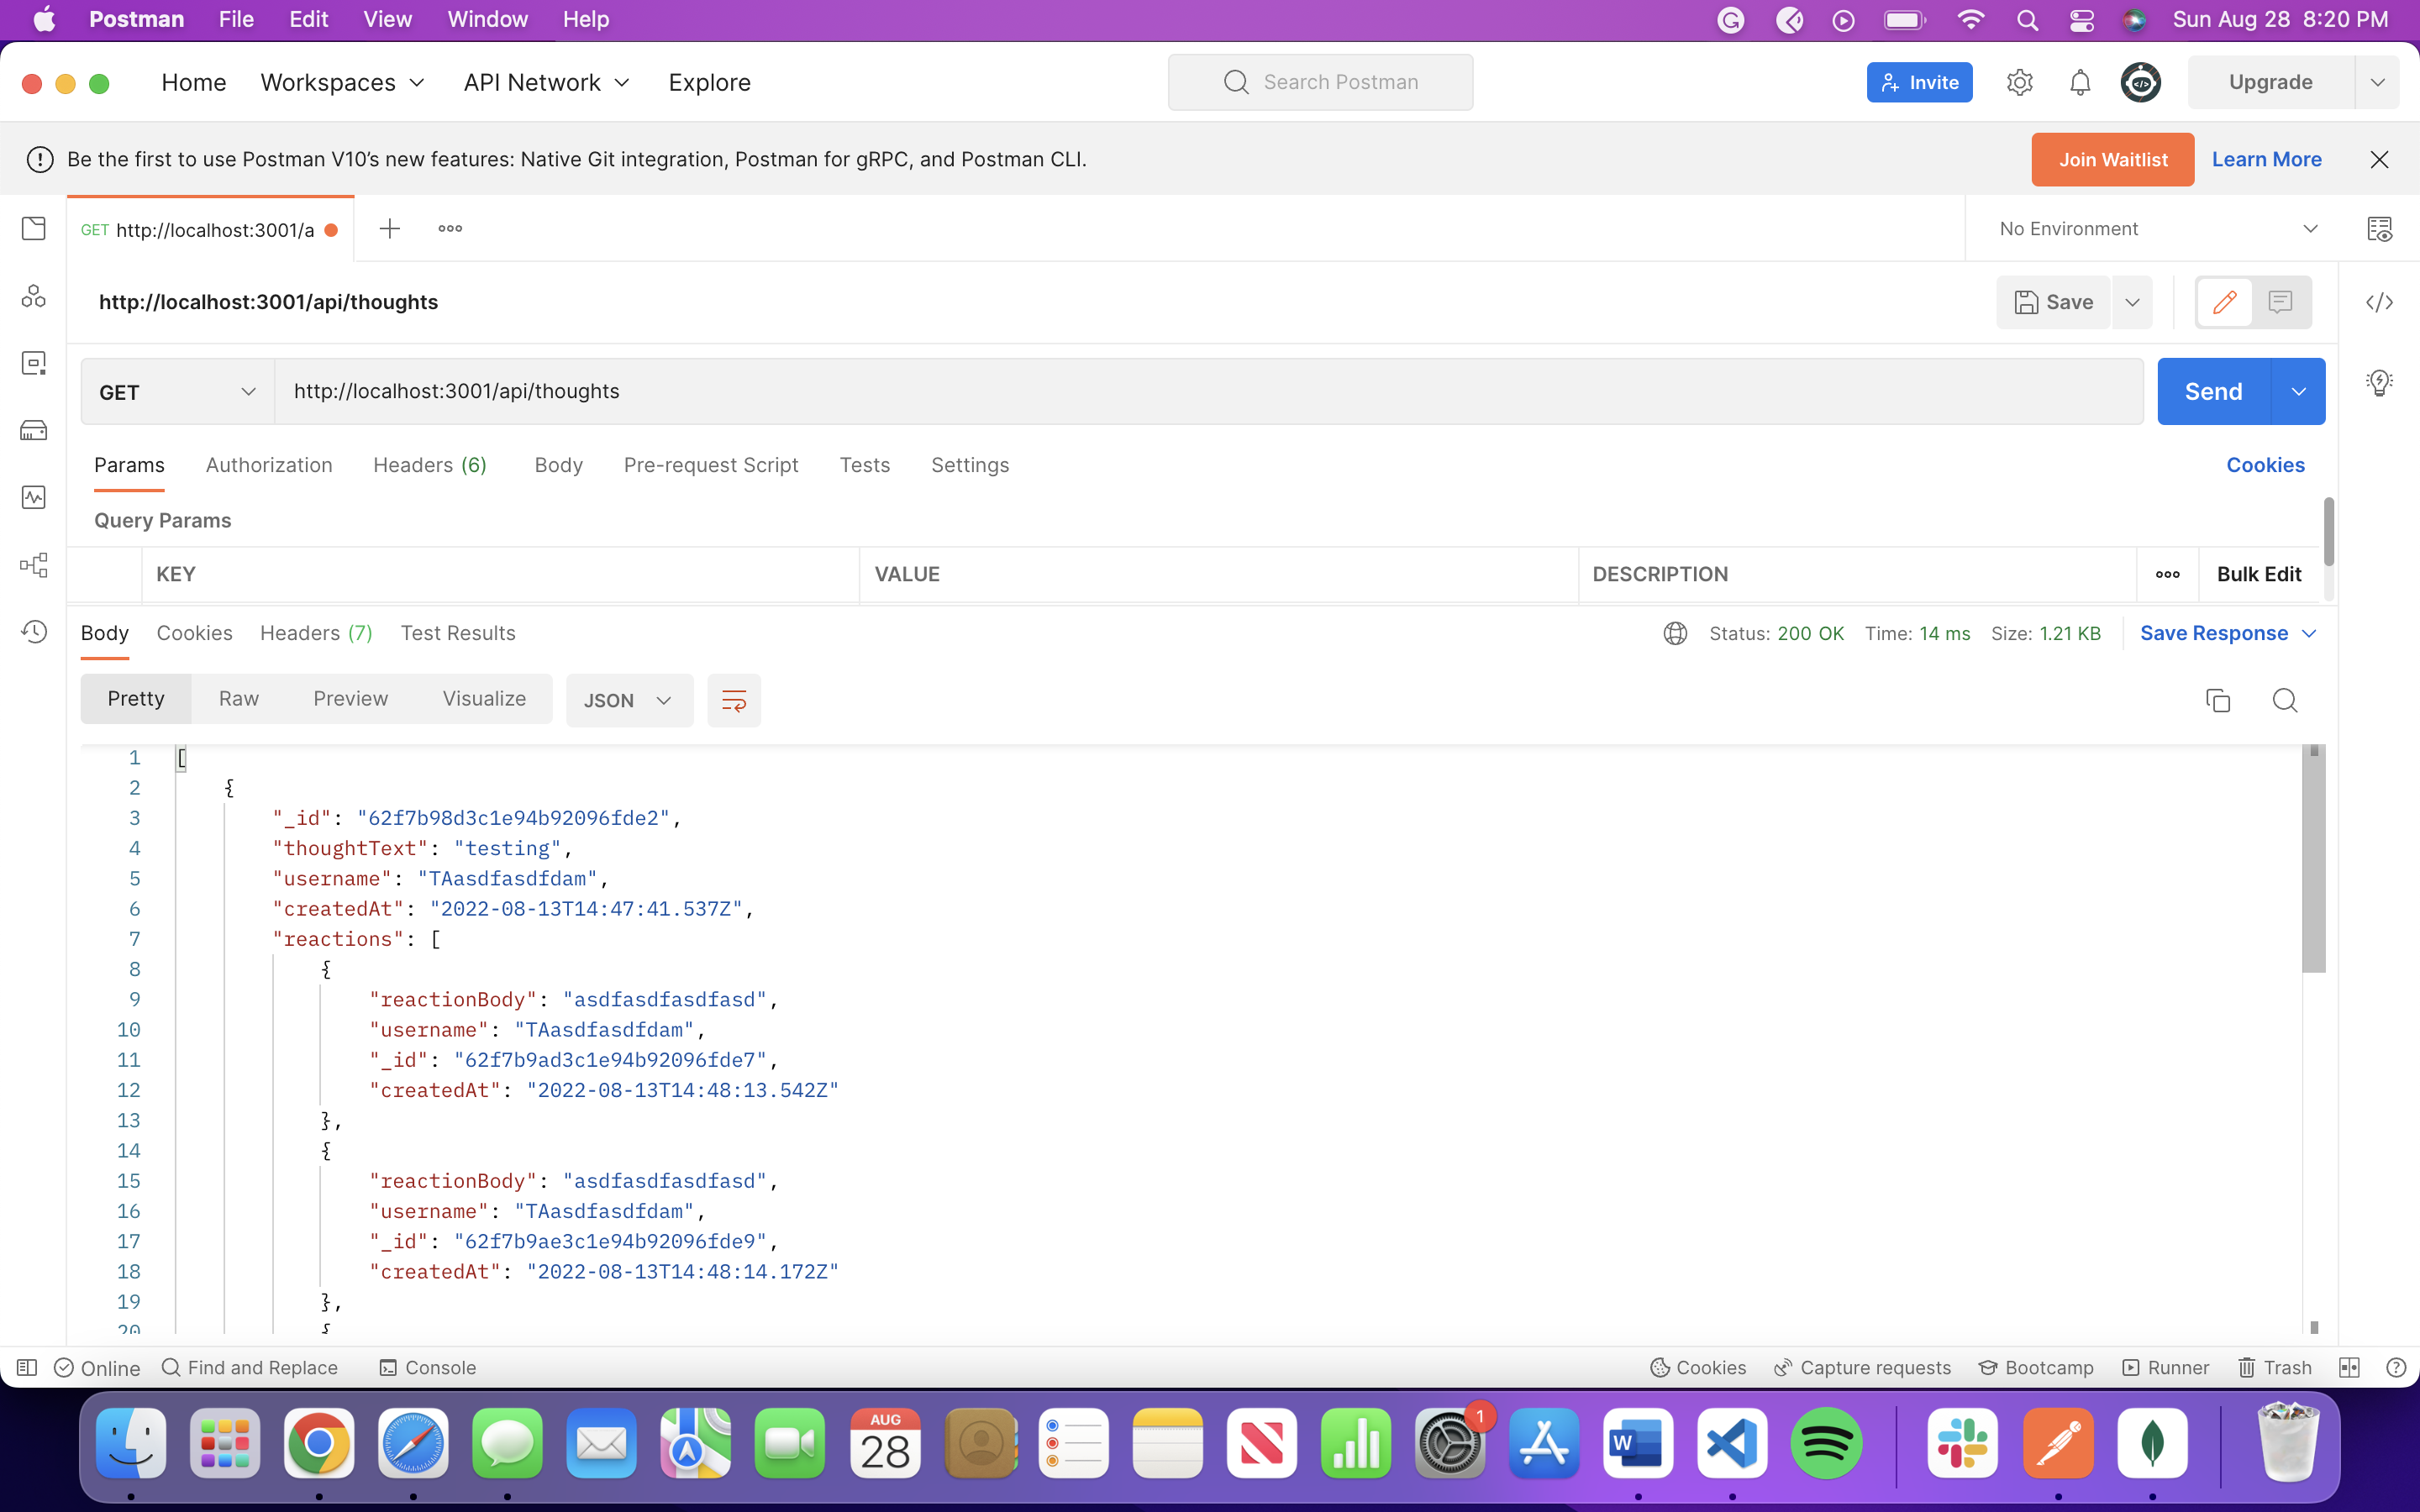 Postman File Edit View Window Help Sun Aug 28 8:20 PM
Home Workspaces API Network Explore Search Postman Invite Upgrade
Be the first to use Postman V10’s new features: Native Git integration, Postman for gRPC, and Postman CLI. Join Waitlist Learn More
GET http://localhost:3001/a No Environment
http://localhost:3001/api/thoughts Save
GET http://localhost:3001/api/thoughts Send
Params Authorization Headers (6) Body Pre-request Script Tests Settings Cookies
Query Params
KEY VALUE DESCRIPTION Bulk Edit
Body Cookies Headers (7) Test Results Status: 200 OK Time: 14 ms Size: 1.21 KB Save Response
Pretty Raw Preview Visualize JSON
1 [
2 {
3 "_id": "62f7b98d3c1e94b92096fde2",
4 "thoughtText": "testing",
5 "username": "TAasdfasdfdam",
6 "createdAt": "2022-08-13T14:47:41.537Z",
7 "reactions": [
8 {
9 "reactionBody": "asdfasdfasdfasd",
10 "username": "TAasdfasdfdam",
11 "_id": "62f7b9ad3c1e94b92096fde7",
12 "createdAt": "2022-08-13T14:48:13.542Z"
13 },
14 {
15 "reactionBody": "asdfasdfasdfasd",
16 "username": "TAasdfasdfdam",
17 "_id": "62f7b9ae3c1e94b92096fde9",
18 "createdAt": "2022-08-13T14:48:14.172Z"
19 },
20 {
Online Find and Replace Console Cookies Capture requests Bootcamp Runner Trash
AUG
28
1
W